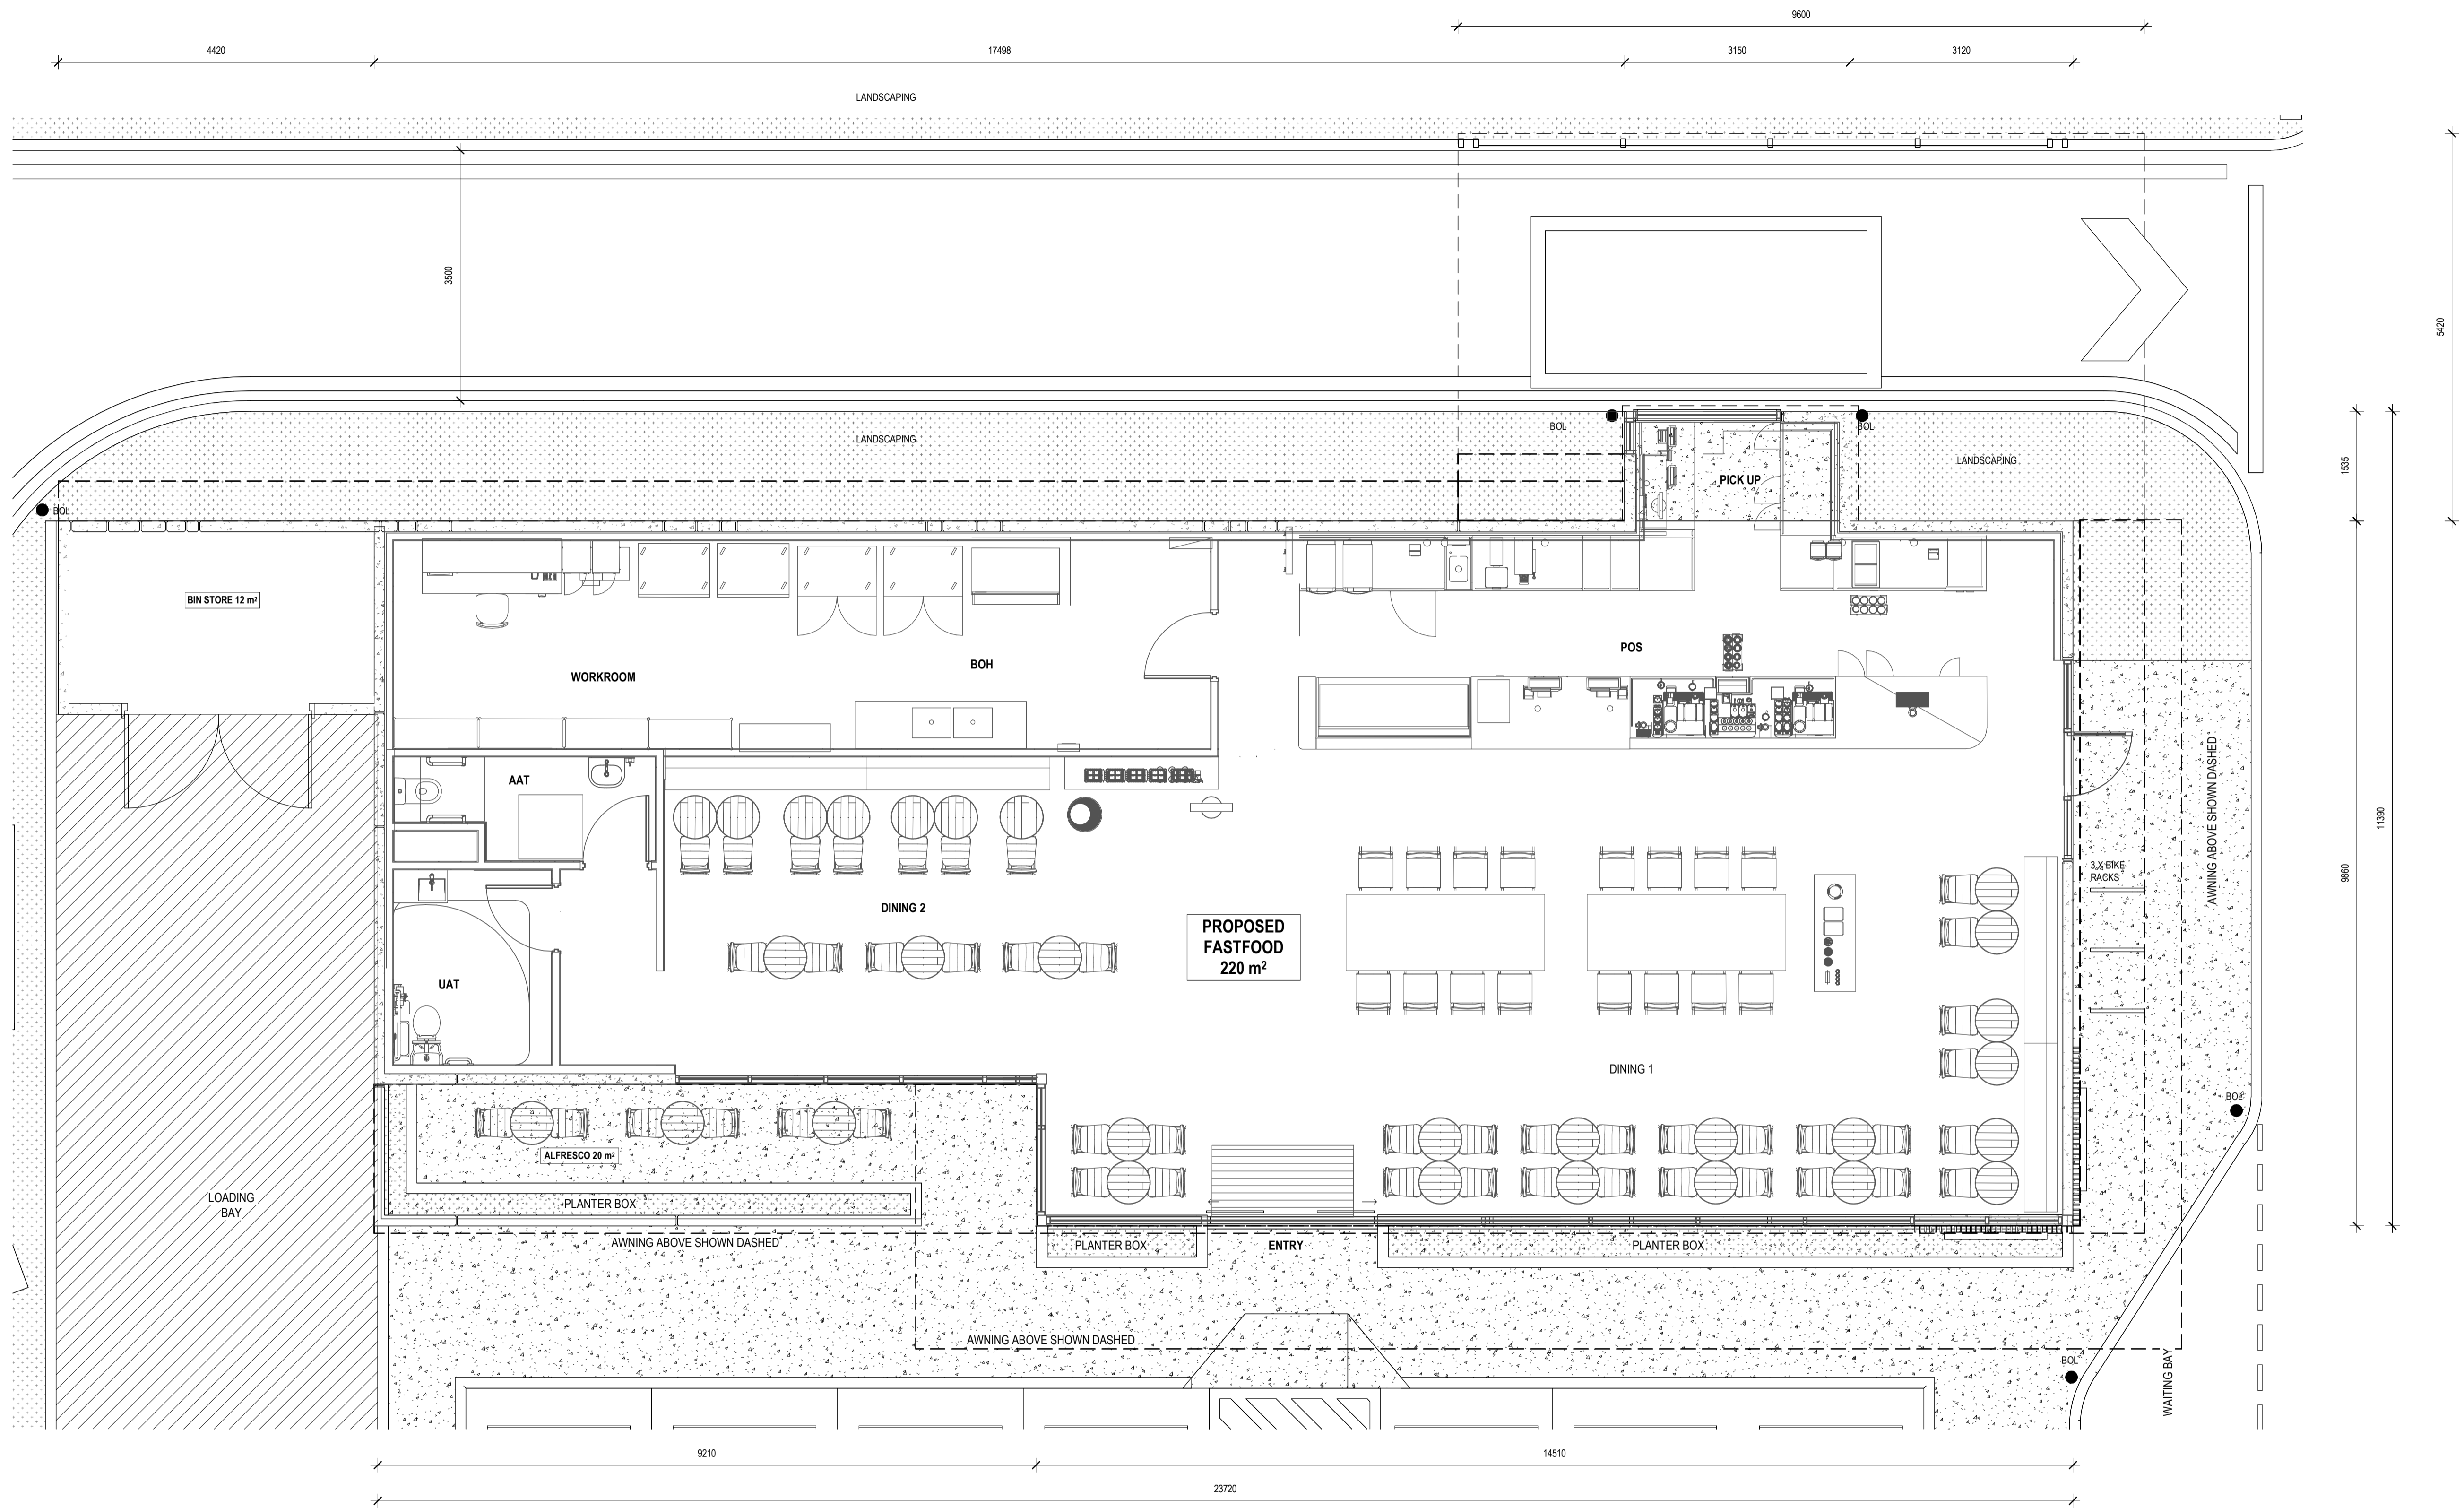 9600
4420
17498
3150
3120
LANDSCAPING
3500
5420
BOL
BOL
LANDSCAPING
LANDSCAPING
1535
PICK UP
BOL
BIN STORE 12 m²
POS
BOH
WORKROOM
AAT
AWNING ABOVE SHOWN DASHED
11390
9860
3 X BIKE
RACKS
DINING 2
PROPOSED
FASTFOOD
220 m²
UAT
DINING 1
BOL
ALFRESCO 20 m²
LOADING
BAY
PLANTER BOX
AWNING ABOVE SHOWN DASHED
PLANTER BOX
ENTRY
PLANTER BOX
AWNING ABOVE SHOWN DASHED
BOL
WAITING BAY
9210
14510
23720